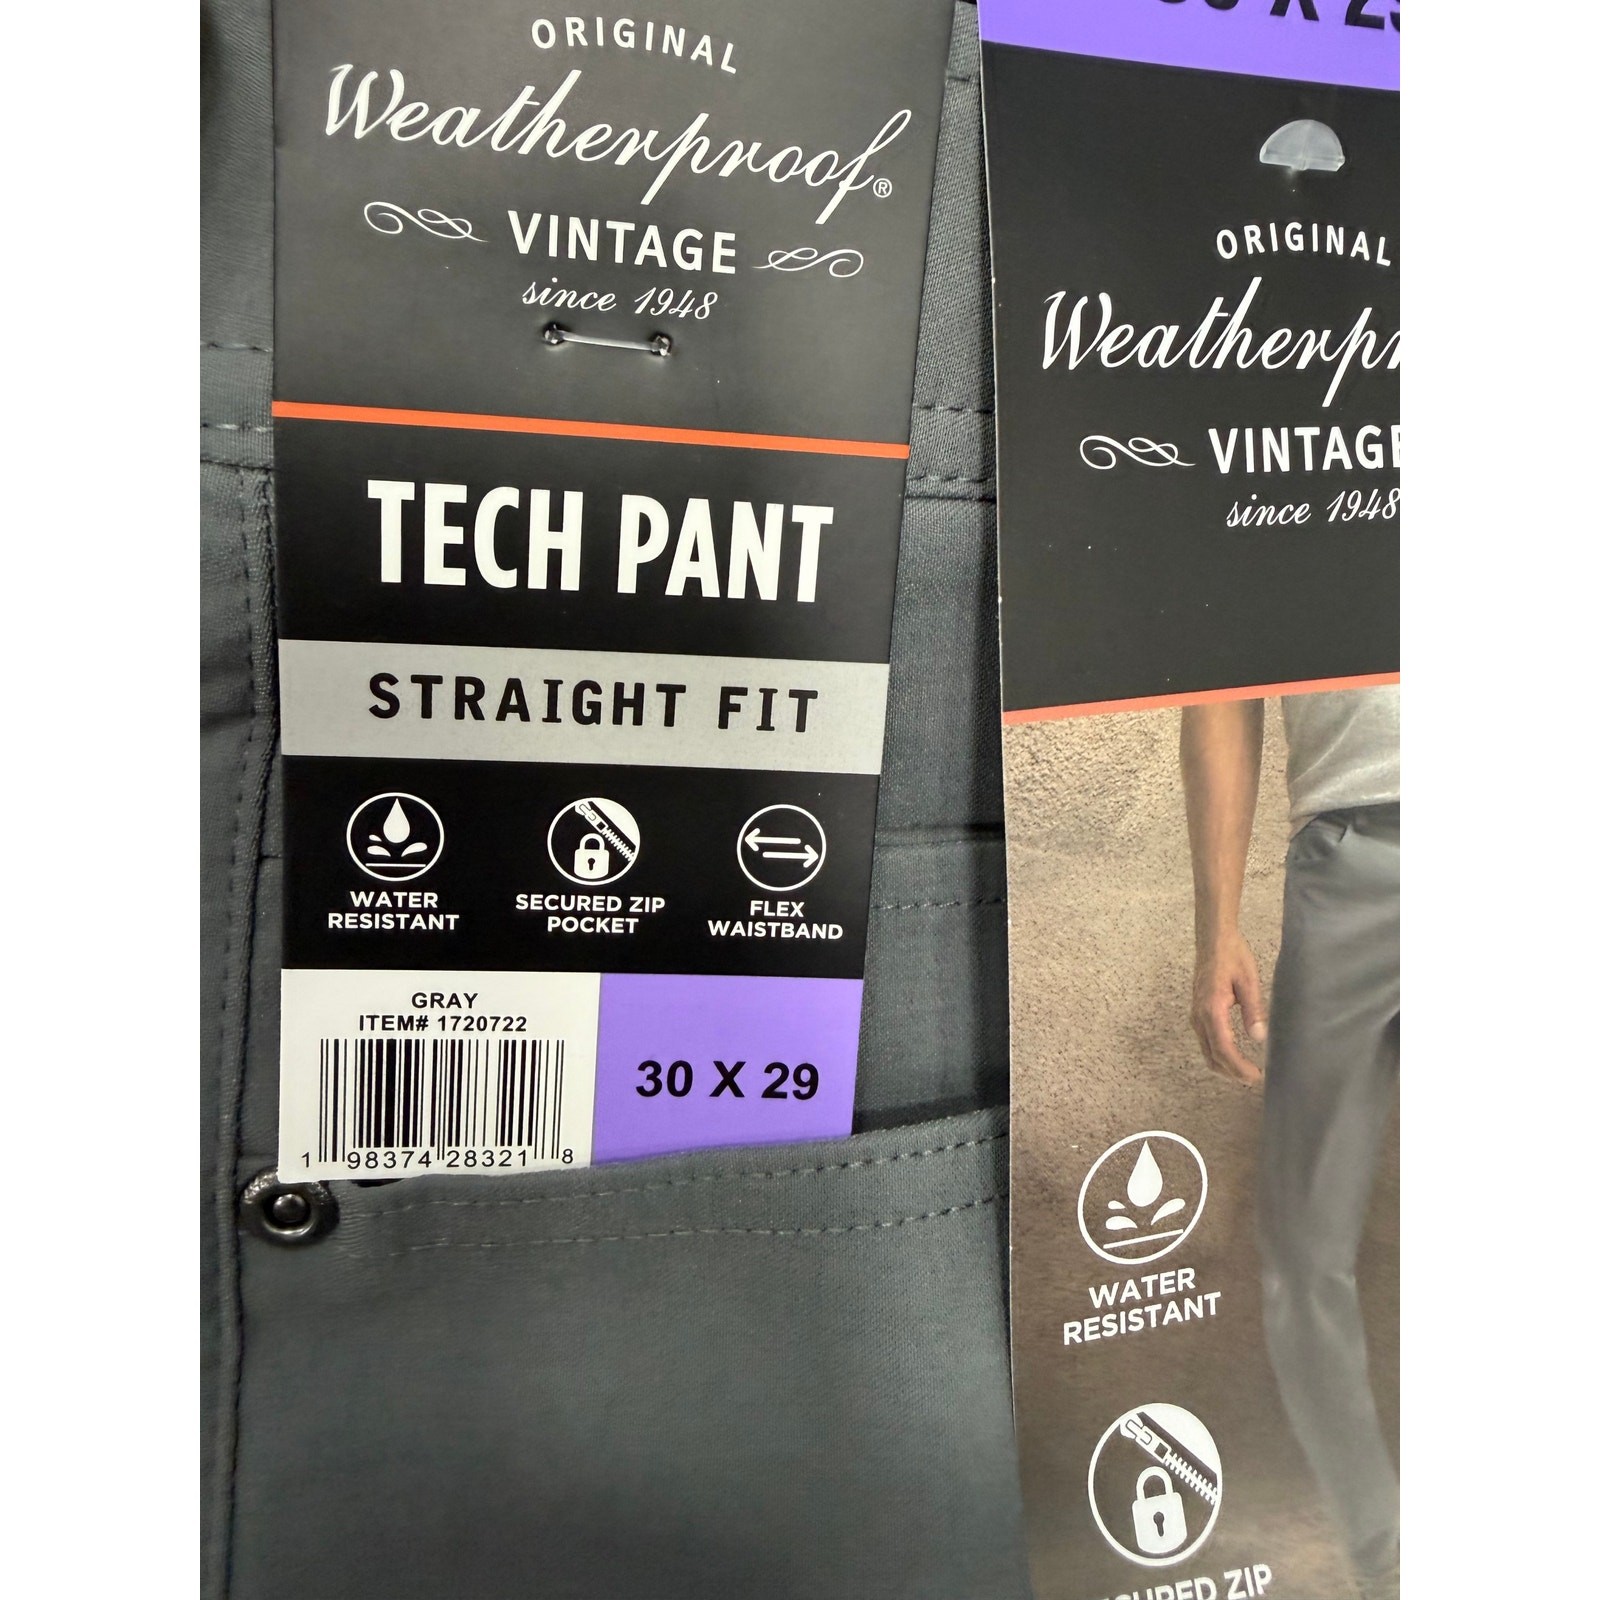 ORIGINAL
Weatherproof®
VINTAGE
since 1948
TECH PANT
STRAIGHT FIT
WATER
RESISTANT
SECURED ZIP
POCKET
FLEX
WAISTBAND
GRAY
ITEM# 1720722
1 98374 28321 8
30 X 29
ORIGINAL
VINTAGE
since 1948
WATER
RESISTANT
ZIP